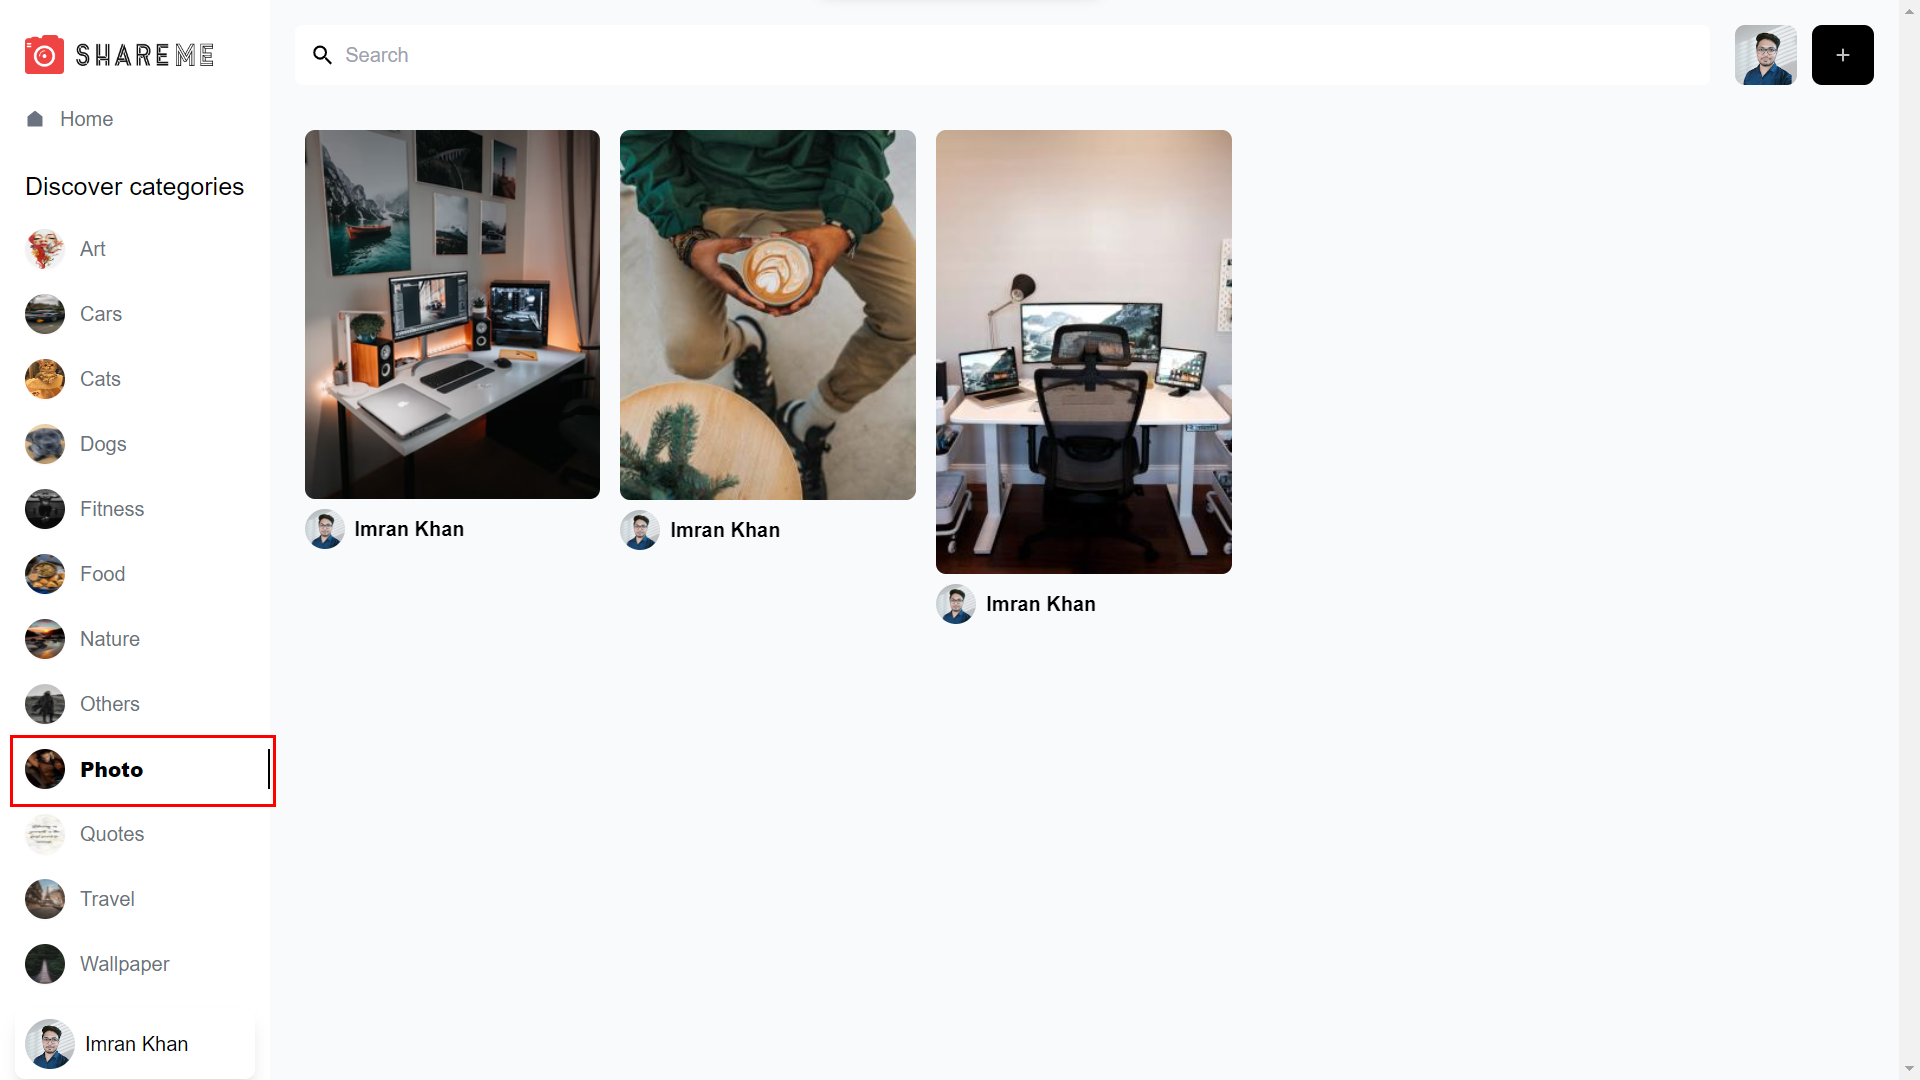 SHAREME
Search
+
Home
Discover categories
Art
Cars
Cats
Dogs
Fitness
Food
Nature
Others
Photo
Quotes
Travel
Wallpaper
Imran Khan
Imran Khan
Imran Khan
Imran Khan